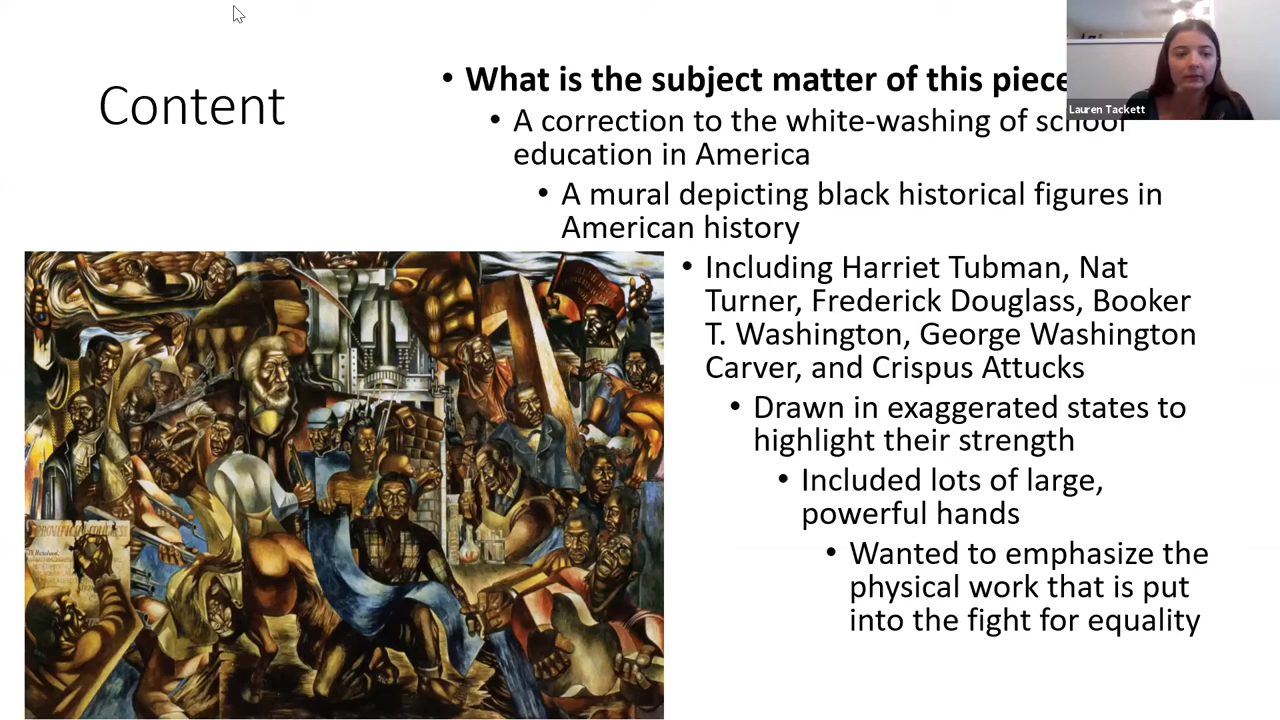 Content
• What is the subject matter of this piece
• A correction to the white-washing of school
education in America
• A mural depicting black historical figures in
American history
• Including Harriet Tubman, Nat
Turner, Frederick Douglass, Booker
T. Washington, George Washington
Carver, and Crispus Attucks
• Drawn in exaggerated states to
highlight their strength
• Included lots of large,
powerful hands
• Wanted to emphasize the
physical work that is put
into the fight for equality
Lauren Tackett